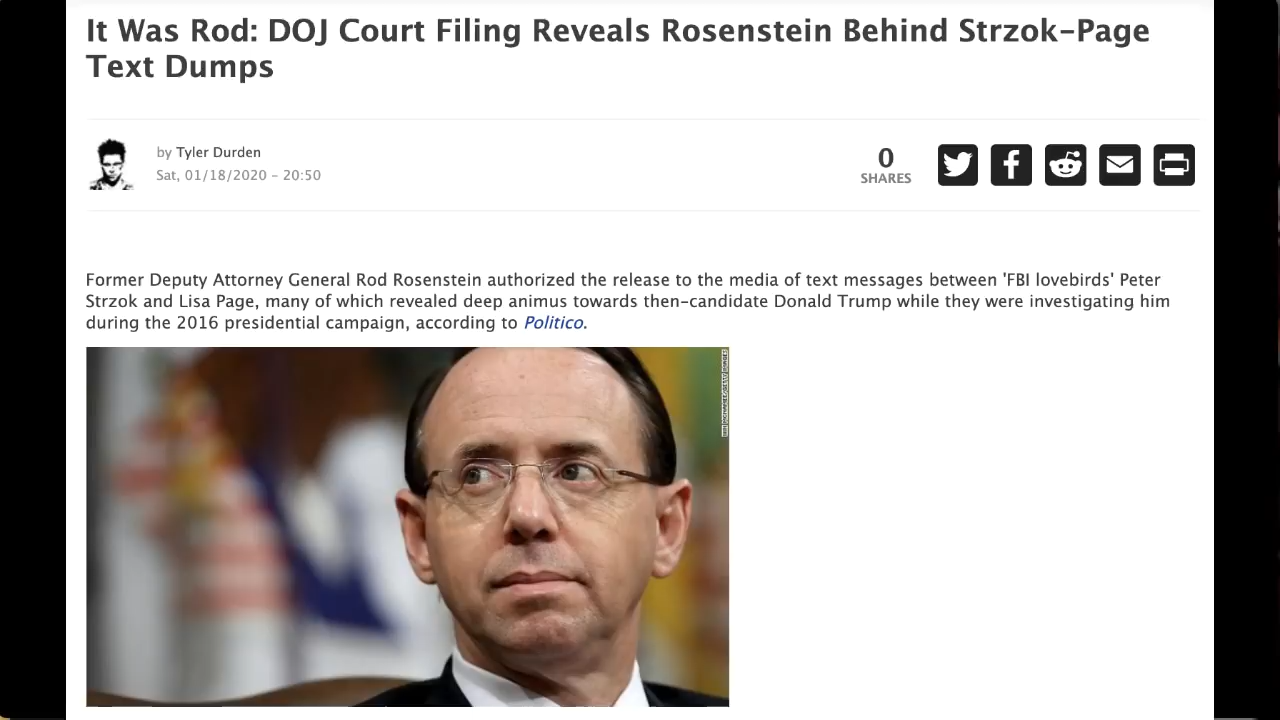 It Was Rod: DOJ Court Filing Reveals Rosenstein Behind Strzok-Page
Text Dumps
by Tyler Durden
Sat, 01/18/2020 - 20:50
0
SHARES
Former Deputy Attorney General Rod Rosenstein authorized the release to the media of text messages between 'FBI lovebirds' Peter
Strzok and Lisa Page, many of which revealed deep animus towards then-candidate Donald Trump while they were investigating him
during the 2016 presidential campaign, according to Politico.